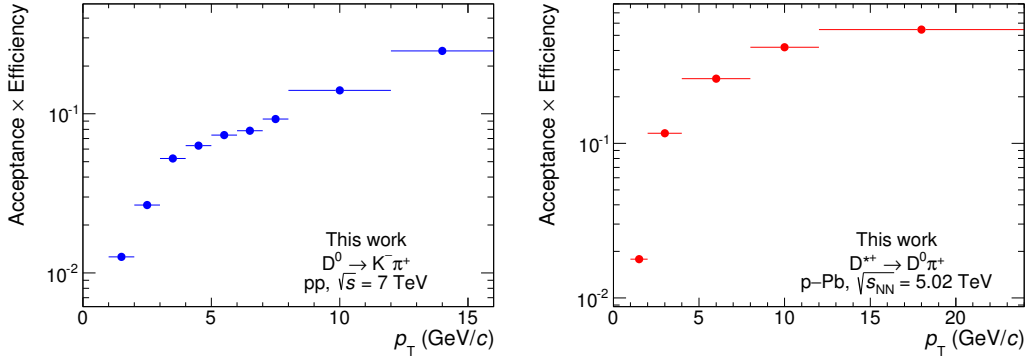 Acceptance × Efficiency
10⁻¹
10⁻²
This work
D⁰ → K⁻π⁺
pp, √s = 7 TeV
0 5 10 15
p_T (GeV/c)
Acceptance × Efficiency
10⁻¹
10⁻²
This work
D*⁺ → D⁰π⁺
p−Pb, √s_NN = 5.02 TeV
0 5 10 15 20
p_T (GeV/c)